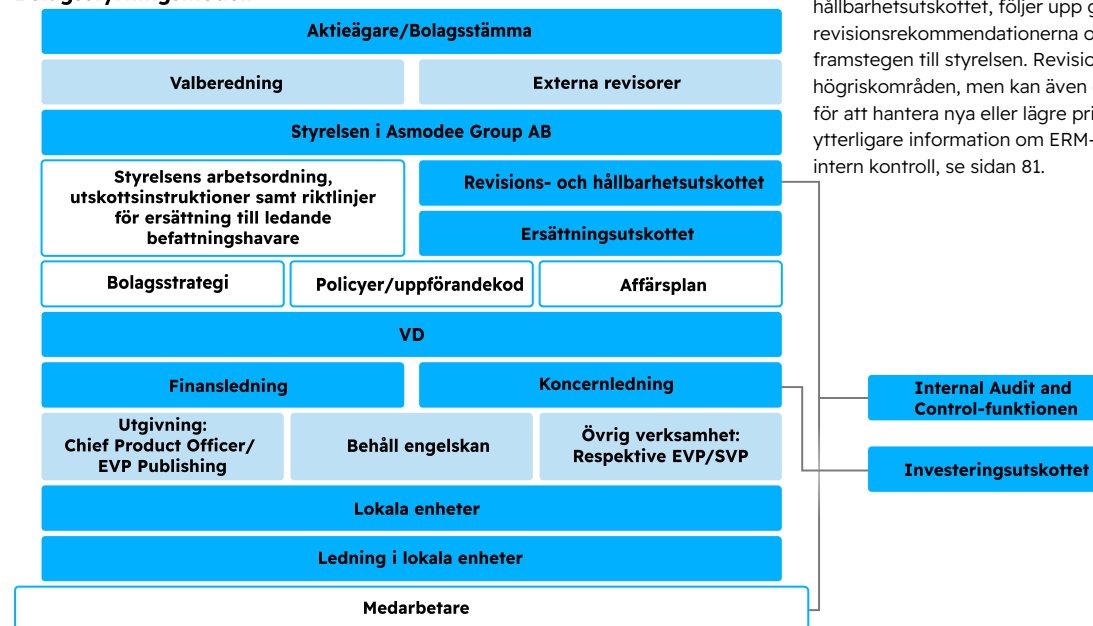 Aktieägare/Bolagsstämma
Valberedning
Externa revisorer
Styrelsen i Asmodee Group AB
Styrelsens arbetsordning,
utskottsinstruktioner samt riktlinjer
för ersättning till ledande
befattningshavare
Revisions- och hållbarhetsutskottet
Ersättningsutskottet
Bolagsstrategi
Policyer/uppförandekod
Affärsplan
VD
Finansledning
Koncernledning
Utgivning:
Chief Product Officer/
EVP Publishing
Behåll engelskan
Övrig verksamhet:
Respektive EVP/SVP
Lokala enheter
Ledning i lokala enheter
Medarbetare
Internal Audit and
Control-funktionen
Investeringsutskottet
hållbarhetsutskottet, följer upp
revisionsrekommendationerna
framstegen till styrelsen.
högriskområden, men kan även
för att hantera nya eller lägre
ytterligare information om ERM-
intern kontroll, se sidan 81.